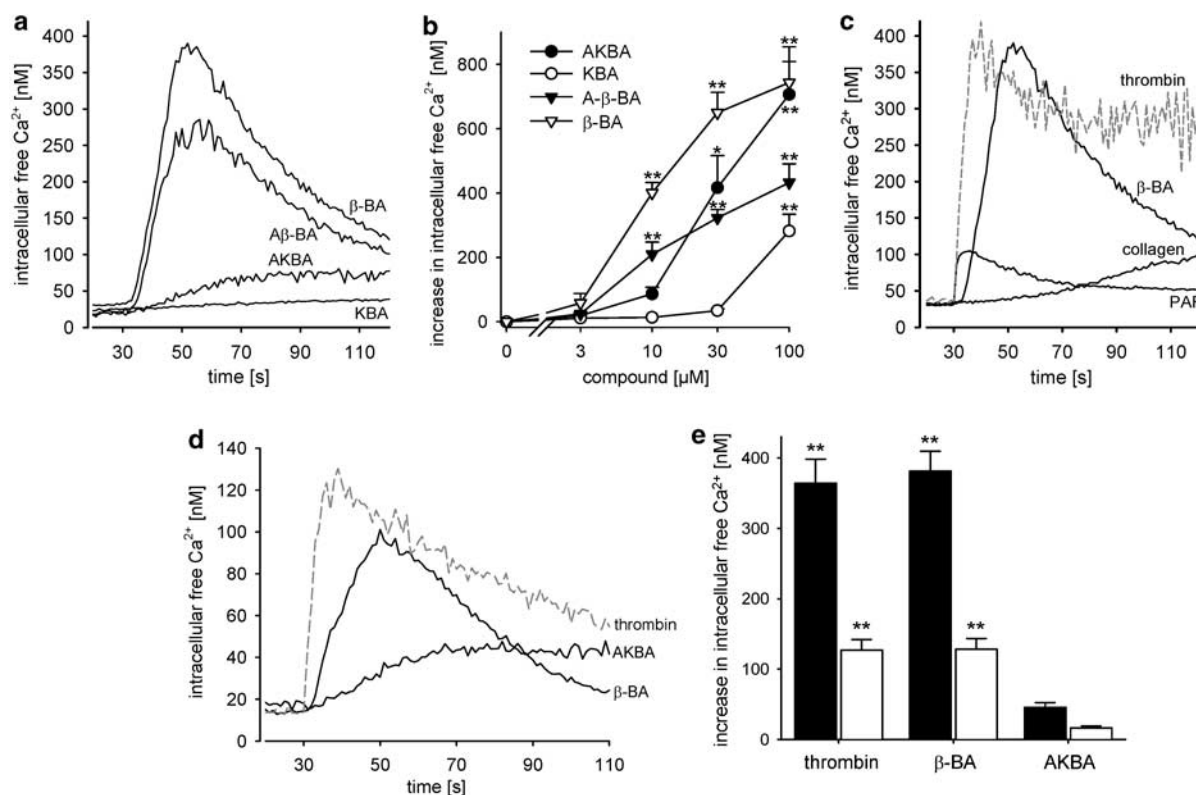 a
intracellular free Ca²⁺ [nM]
400
350
300
250
200
150
100
50
0
β-BA
Aβ-BA
AKBA
KBA
30 50 70 90 110
time [s]
b
increase in intracellular free Ca²⁺ [nM]
800
600
400
200
0
AKBA
KBA
A-β-BA
β-BA
**
**
**
**
*
**
**
**
**
**
0 3 10 30 100
compound [µM]
c
intracellular free Ca²⁺ [nM]
400
350
300
250
200
150
100
50
0
thrombin
β-BA
collagen
PAF
30 50 70 90 110
time [s]
d
intracellular free Ca²⁺ [nM]
140
120
100
80
60
40
20
0
thrombin
AKBA
β-BA
30 50 70 90 110
time [s]
e
increase in intracellular free Ca²⁺ [nM]
400
300
200
100
0
**
**
**
**
thrombin β-BA AKBA